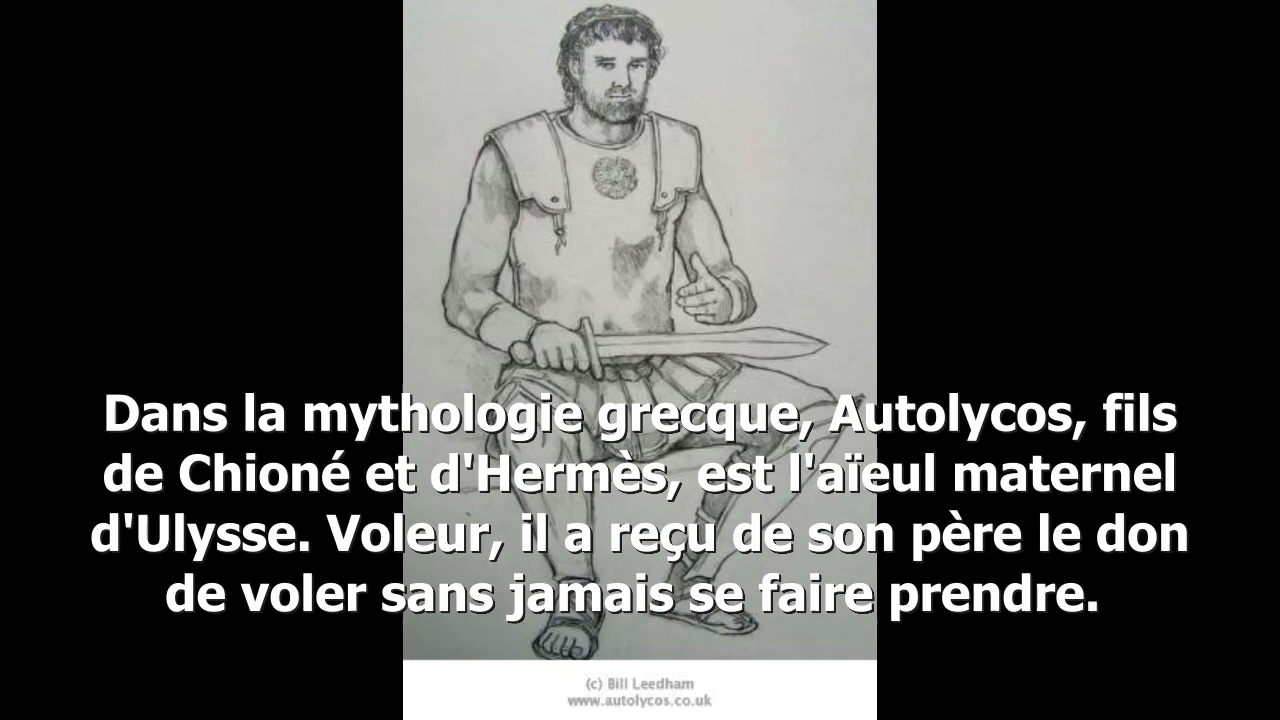 Dans la mythologie grecque, Autolycos, fils
de Chioné et d'Hermès, est l'aïeul maternel
d'Ulysse. Voleur, il a reçu de son père le don
de voler sans jamais se faire prendre.
(c) Bill Leedham
www.autolycos.co.uk